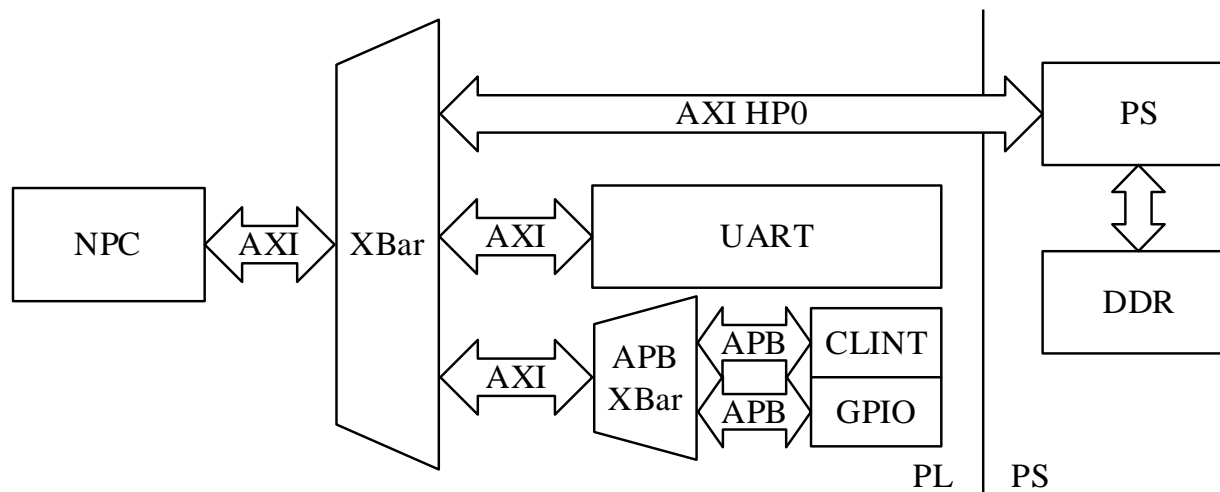 AXI HP0
PS
NPC
AXI
XBar
AXI
UART
DDR
AXI
APB
XBar
APB
CLINT
APB
GPIO
PL
PS